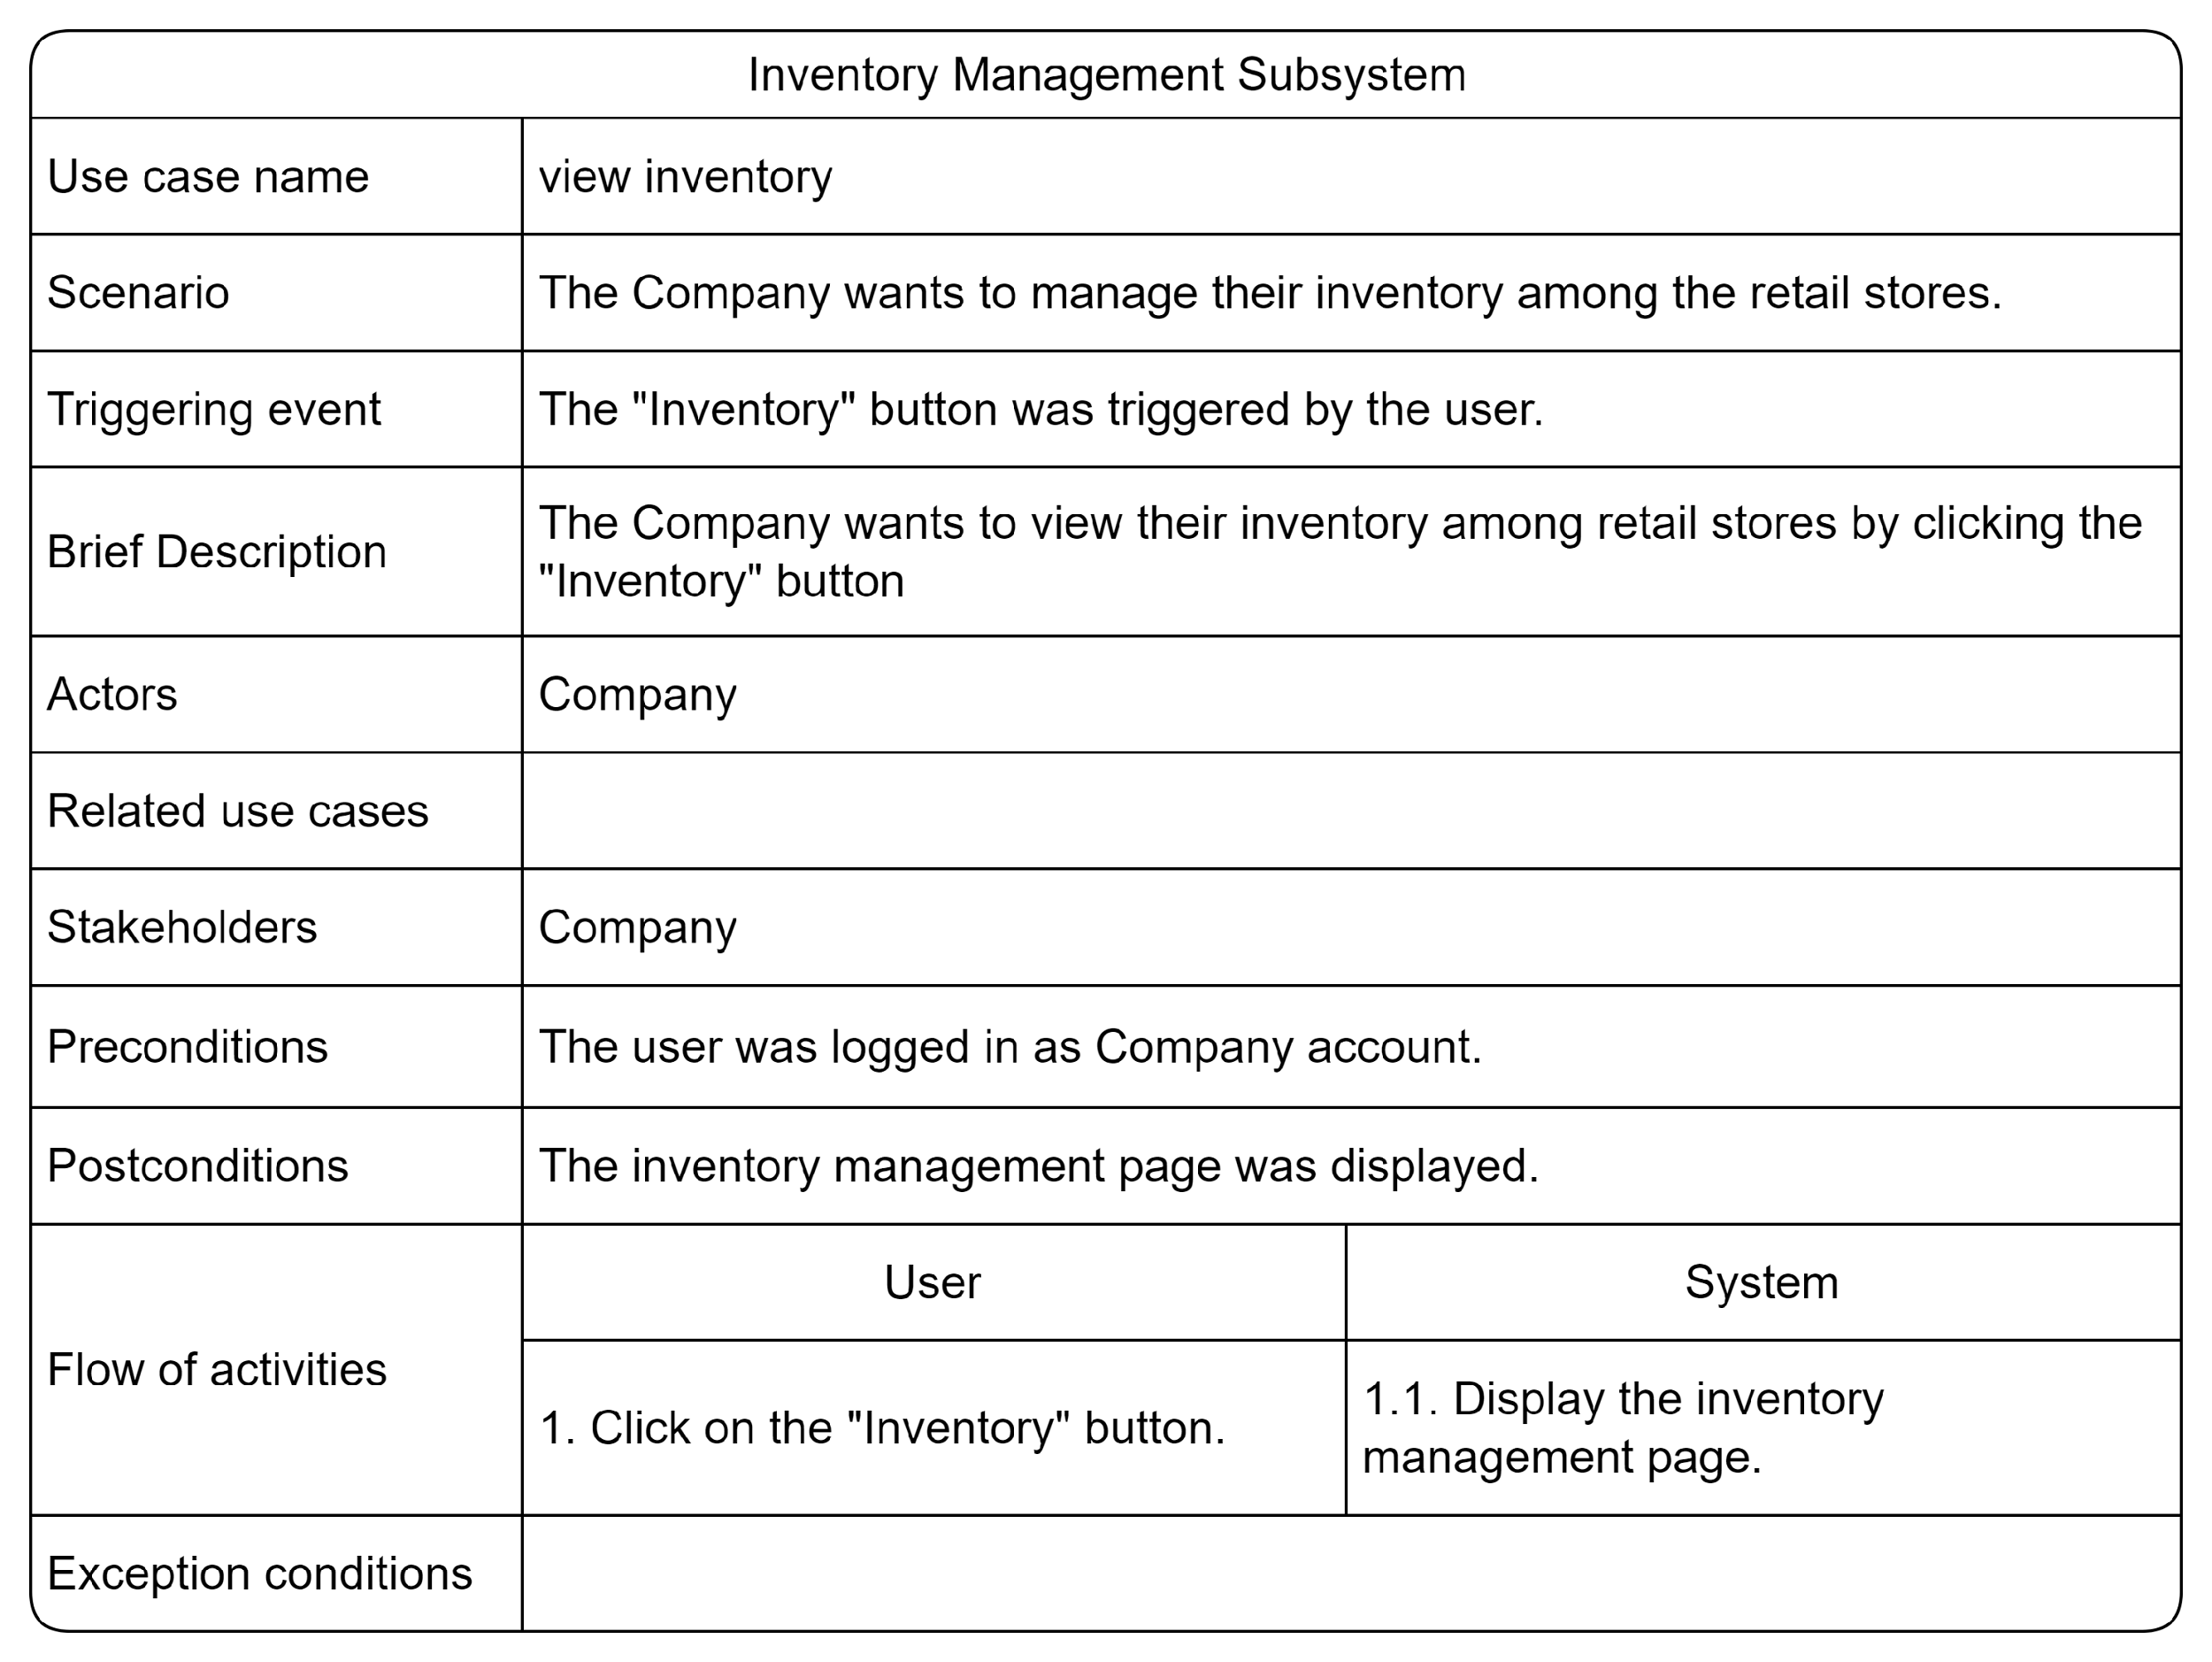 Inventory Management Subsystem
Use case name
view inventory
Scenario
The Company wants to manage their inventory among the retail stores.
Triggering event
The "Inventory" button was triggered by the user.
Brief Description
The Company wants to view their inventory among retail stores by clicking the
"Inventory" button
Actors
Company
Related use cases
Stakeholders
Company
Preconditions
The user was logged in as Company account.
Postconditions
The inventory management page was displayed.
Flow of activities
User
System
1. Click on the "Inventory" button.
1.1. Display the inventory
management page.
Exception conditions